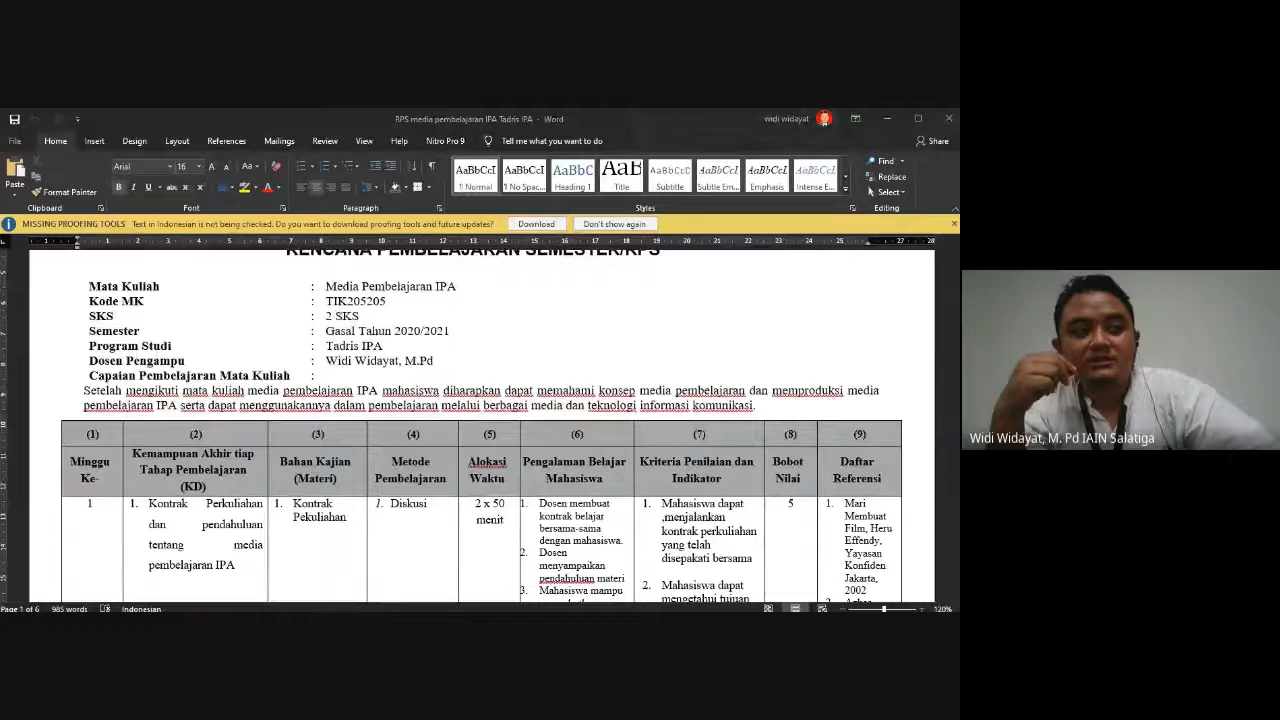 RPS media pembelajaran IPA Tadris IPA - Word
widi widayat
File Home Insert Design Layout References Mailings Review View Help Nitro Pro 9 Tell me what you want to do Share
Paste
Format Painter
Clipboard
Arial 16
Font
Paragraph
AaBbCcI AaBbCcI AaBbC AaB AaBbCcD AaBbCcI AaBbCcI AaBbCcI
¶ Normal ¶ No Spac... Heading 1 Title Subtitle Subtle Em... Emphasis Intense E...
Styles
Find
Replace
Select
Editing
MISSING PROOFING TOOLS Text in Indonesian is not being checked. Do you want to download proofing tools and future updates? Download Don't show again
RENCANA PEMBELAJARAN SEMESTER/RPS
Mata Kuliah : Media Pembelajaran IPA
Kode MK : TIK205205
SKS : 2 SKS
Semester : Gasal Tahun 2020/2021
Program Studi : Tadris IPA
Dosen Pengampu : Widi Widayat, M.Pd
Capaian Pembelajaran Mata Kuliah :
Setelah mengikuti mata kuliah media pembelajaran IPA mahasiswa diharapkan dapat memahami konsep media pembelajaran dan memproduksi media
pembelajaran IPA serta dapat menggunakannya dalam pembelajaran melalui berbagai media dan teknologi informasi komunikasi.
(1) (2) (3) (4) (5) (6) (7) (8) (9)
Minggu
Ke-
Kemampuan Akhir tiap
Tahap Pembelajaran
(KD)
Bahan Kajian
(Materi)
Metode
Pembelajaran
Alokasi
Waktu
Pengalaman Belajar
Mahasiswa
Kriteria Penilaian dan
Indikator
Bobot
Nilai
Daftar
Referensi
1
1. Kontrak Perkuliahan
dan pendahuluan
tentang media
pembelajaran IPA
1. Kontrak
Pekuliahan
1. Diskusi
2 x 50
menit
1. Dosen membuat
kontrak belajar
bersama-sama
dengan mahasiswa.
2. Dosen
menyampaikan
pendahuluan materi
3. Mahasiswa mampu
1. Mahasiswa dapat
,menjalankan
kontrak perkuliahan
yang telah
disepakati bersama
2. Mahasiswa dapat
mengetahui tujuan
5
1. Mari
Membuat
Film, Heru
Effendy,
Yayasan
Konfiden
Jakarta,
2002
Page 1 of 6 985 words Indonesian 120%
Widi Widayat, M. Pd IAIN Salatiga